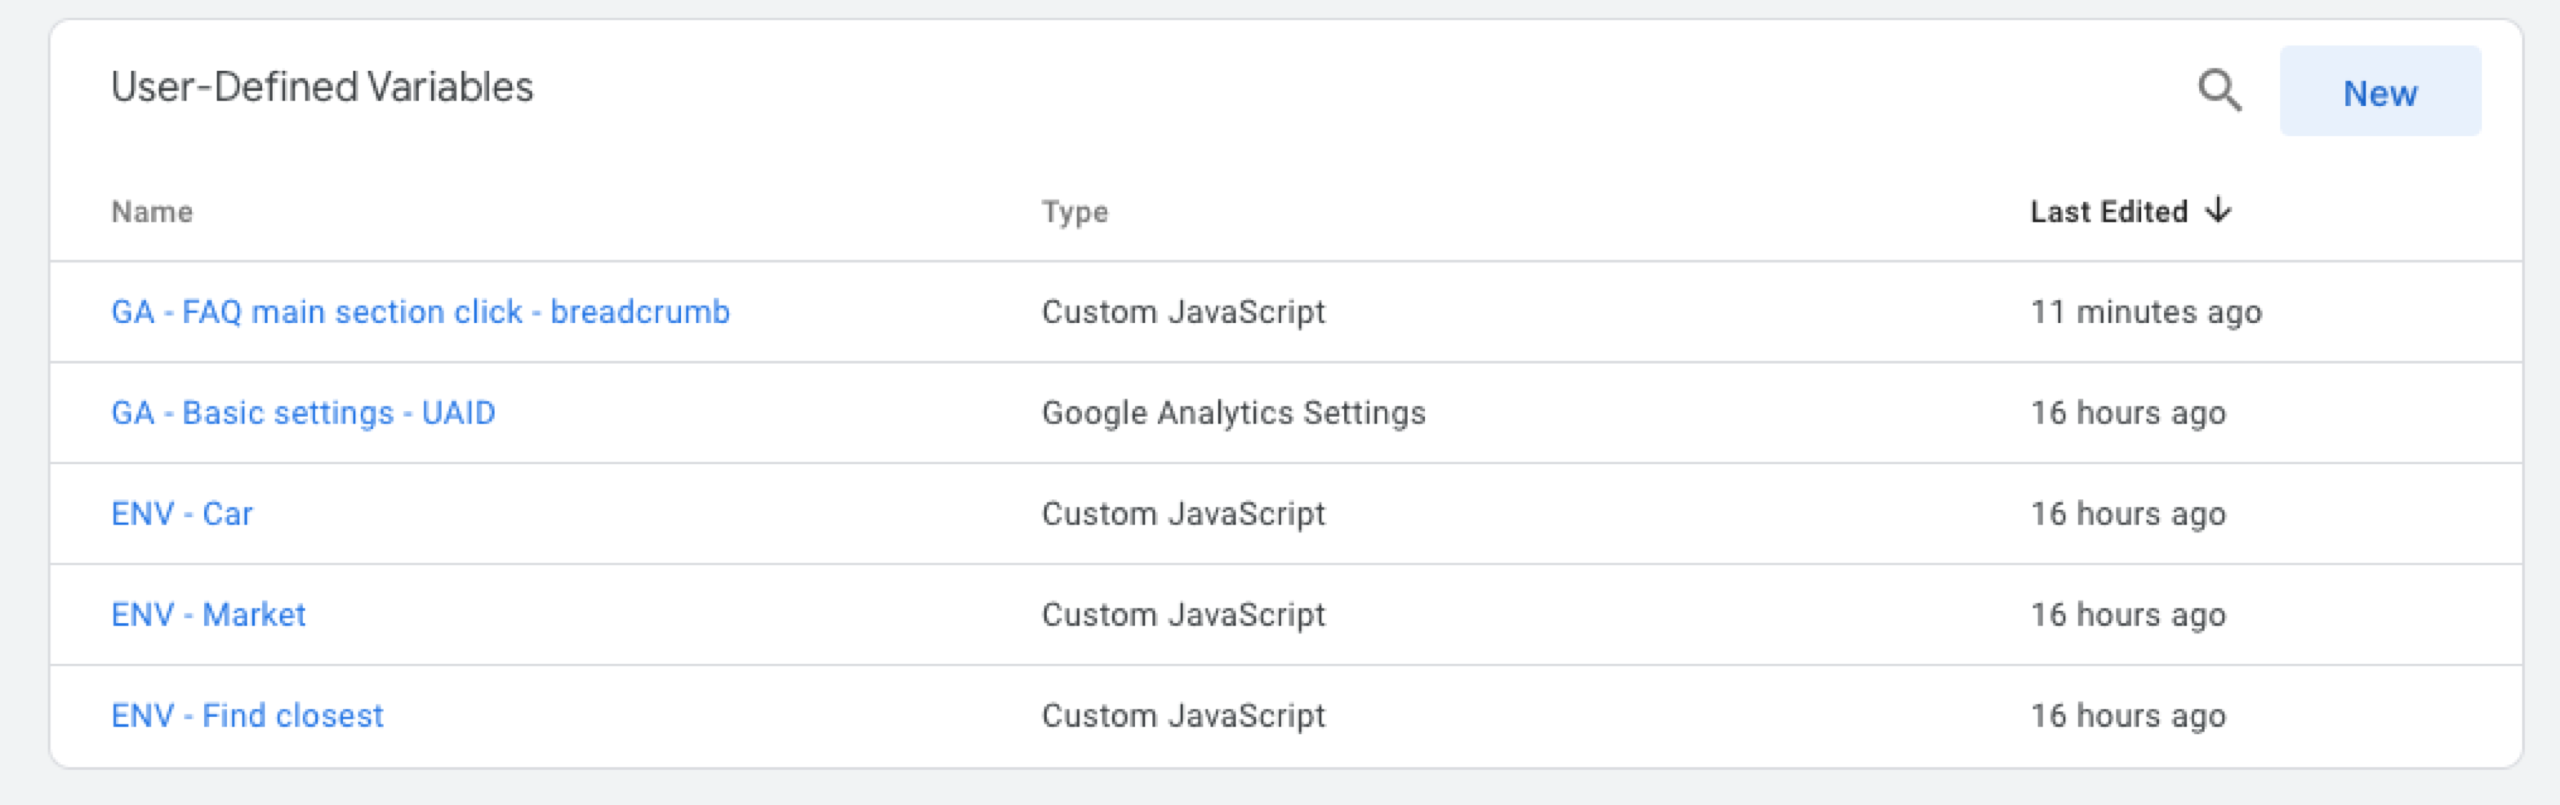 User-Defined Variables
New
Name Type Last Edited
GA - FAQ main section click - breadcrumb Custom JavaScript 11 minutes ago
GA - Basic settings - UAID Google Analytics Settings 16 hours ago
ENV - Car Custom JavaScript 16 hours ago
ENV - Market Custom JavaScript 16 hours ago
ENV - Find closest Custom JavaScript 16 hours ago